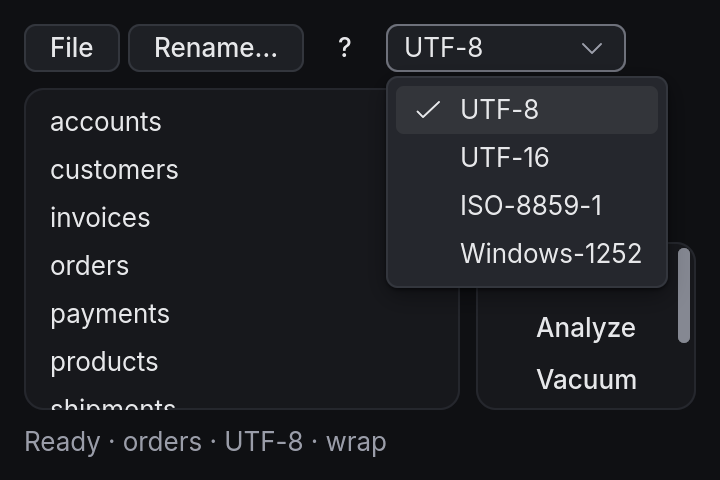 File Rename... ? UTF-8
UTF-8
UTF-16
ISO-8859-1
Windows-1252
accounts
customers
invoices
orders
payments
products
shipments
Analyze
Vacuum
Ready · orders · UTF-8 · wrap